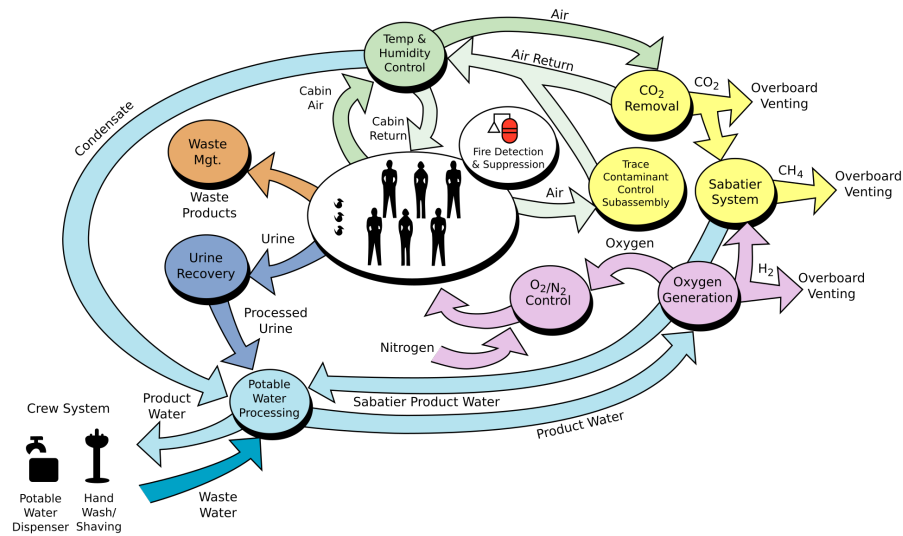 Air
Temp &
Humidity
Control
Air Return
CO2
Removal
CO2
Overboard
Venting
Condensate
Cabin
Air
Cabin
Return
Fire Detection
& Suppression
Waste
Mgt.
Waste
Products
Trace
Contaminant
Control
Subassembly
Sabatier
System
CH4
Overboard
Venting
Air
Urine
Urine
Recovery
Oxygen
O2/N2
Control
Oxygen
Generation
H2
Overboard
Venting
Processed
Urine
Nitrogen
Potable
Water
Processing
Sabatier Product Water
Product Water
Product
Water
Crew System
Waste
Water
Potable
Water
Dispenser
Hand
Wash/
Shaving